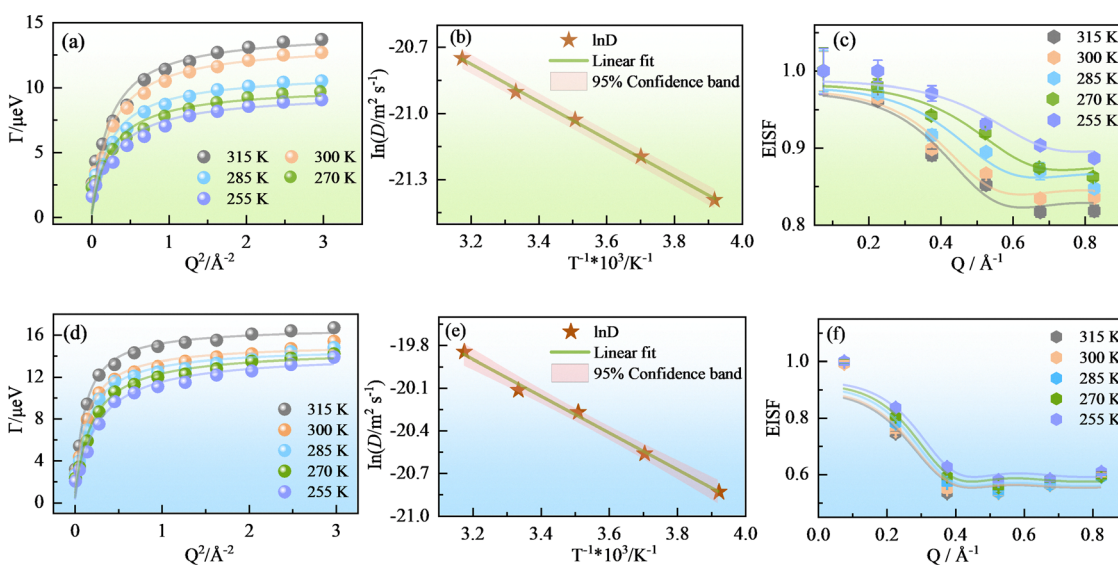 (a)
Γ/μeV
15
10
5
0
315 K
300 K
285 K
270 K
255 K
0
1
2
3
Q²/Å⁻²
(b)
ln(D/m² s⁻¹)
-20.7
-21.0
-21.3
lnD
Linear fit
95% Confidence band
3.2
3.4
3.6
3.8
4.0
T⁻¹*10³/K⁻¹
(c)
EISF
1.0
0.9
0.8
315 K
300 K
285 K
270 K
255 K
0.2
0.4
0.6
0.8
Q / Å⁻¹
(d)
Γ/μeV
16
12
8
4
0
315 K
300 K
285 K
270 K
255 K
0
1
2
3
Q²/Å⁻²
(e)
ln(D/m² s⁻¹)
-19.8
-20.1
-20.4
-20.7
-21.0
lnD
Linear fit
95% Confidence band
3.2
3.4
3.6
3.8
4.0
T⁻¹*10³/K⁻¹
(f)
EISF
1.0
0.8
0.6
315 K
300 K
285 K
270 K
255 K
0.0
0.2
0.4
0.6
0.8
Q / Å⁻¹